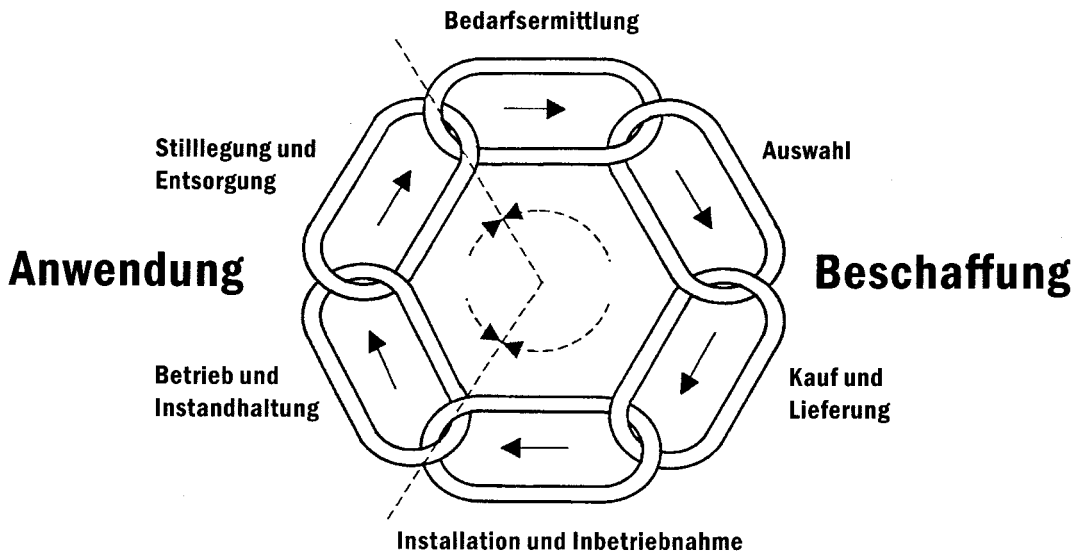 Bedarfsermittlung
Stilllegung und
Entsorgung
Auswahl
Anwendung
Beschaffung
Betrieb und
Instandhaltung
Kauf und
Lieferung
Installation und Inbetriebnahme